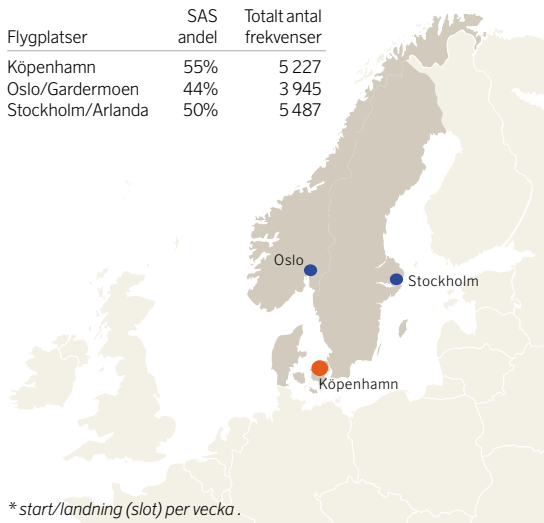 SAS Totalt antal
Flygplatser andel frekvenser
Köpenhamn 55% 5 227
Oslo/Gardermoen 44% 3 945
Stockholm/Arlanda 50% 5 487
Oslo
Stockholm
Köpenhamn
* start/landning (slot) per vecka .